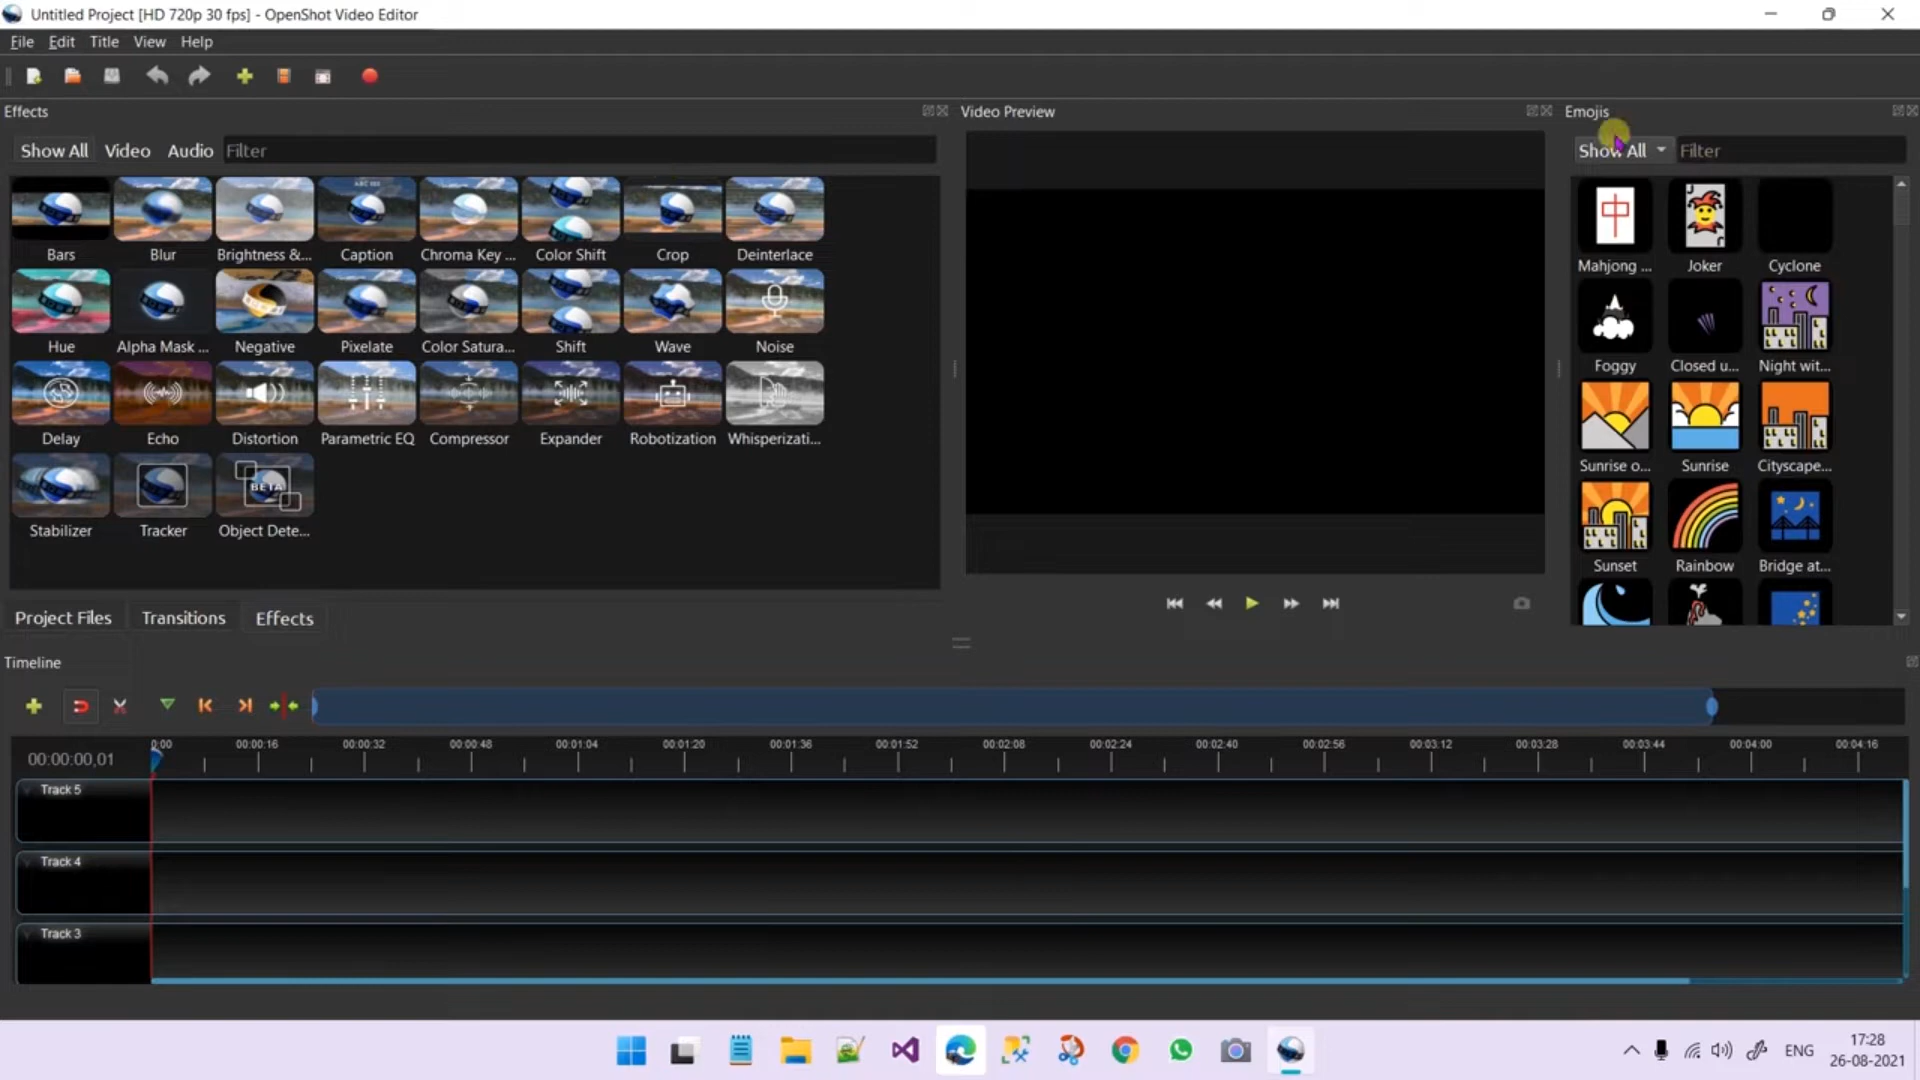 Untitled Project [HD 720p 30 fps] - OpenShot Video Editor
File Edit Title View Help
Effects
Video Preview
Emojis
Show All Video Audio Filter
Show All Filter
ABC 123
Bars Blur Brightness &... Caption Chroma Key ... Color Shift Crop Deinterlace
Hue Alpha Mask ... Negative Pixelate Color Satura... Shift Wave Noise
Delay Echo Distortion Parametric EQ Compressor Expander Robotization Whisperizati...
BETA
Stabilizer Tracker Object Dete...
中
J
J
Mahjong ... Joker Cyclone
Foggy Closed u... Night wit...
Sunrise o... Sunrise Cityscape...
Sunset Rainbow Bridge at...
Project Files Transitions Effects
Timeline
00:00:00,01
0:00 00:00:16 00:00:32 00:00:48 00:01:04 00:01:20 00:01:36 00:01:52 00:02:08 00:02:24 00:02:40 00:02:56 00:03:12 00:03:28 00:03:44 00:04:00 00:04:16
Track 5
Track 4
Track 3
ENG
17:28
26-08-2021